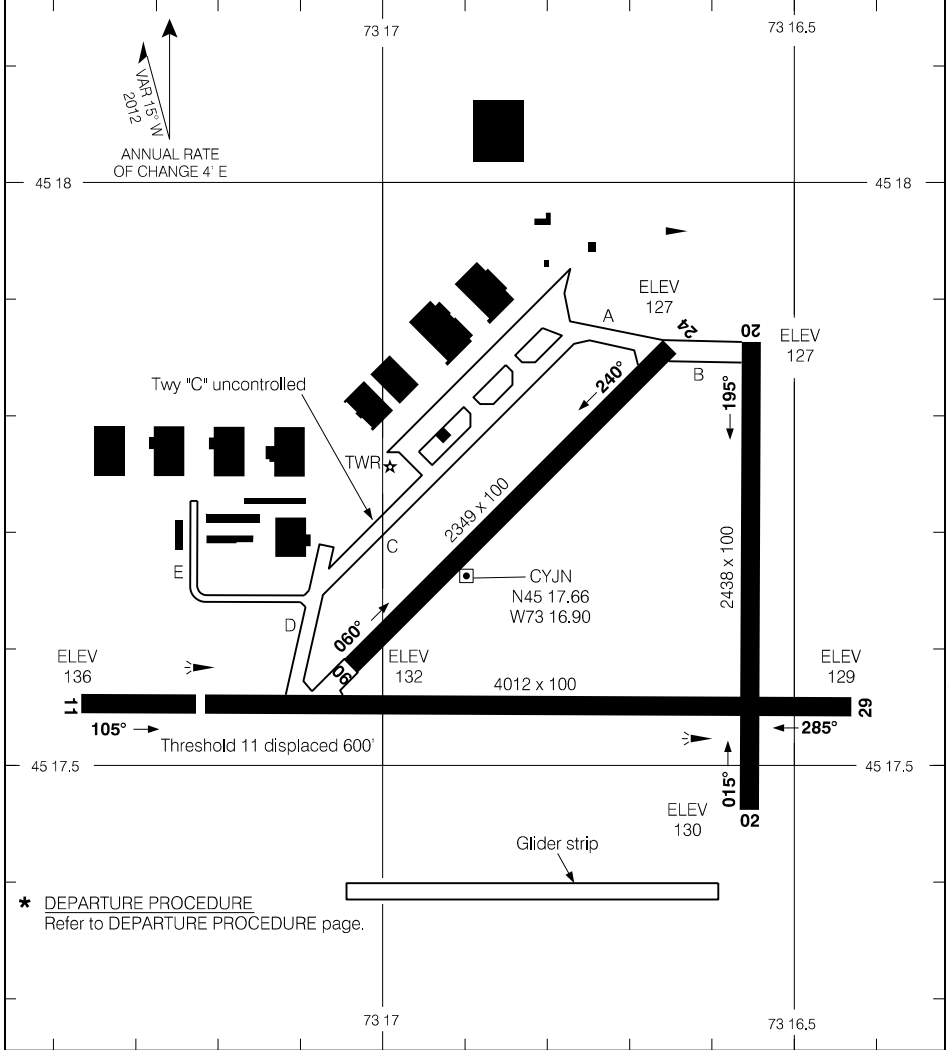 73 17
73 16.5
VAR 15° W
2012
ANNUAL RATE
OF CHANGE 4' E
45 18
45 18
ELEV
127
A
24
20
ELEV
127
B
Twy "C" uncontrolled
240°
195°
TWR
2349 x 100
C
2438 x 100
E
CYJN
N45 17.66
W73 16.90
D
060°
06
ELEV
136
ELEV
132
ELEV
129
4012 x 100
11
29
105°
285°
Threshold 11 displaced 600'
45 17.5
45 17.5
015°
ELEV
130
02
Glider strip
* DEPARTURE PROCEDURE
Refer to DEPARTURE PROCEDURE page.
73 17
73 16.5